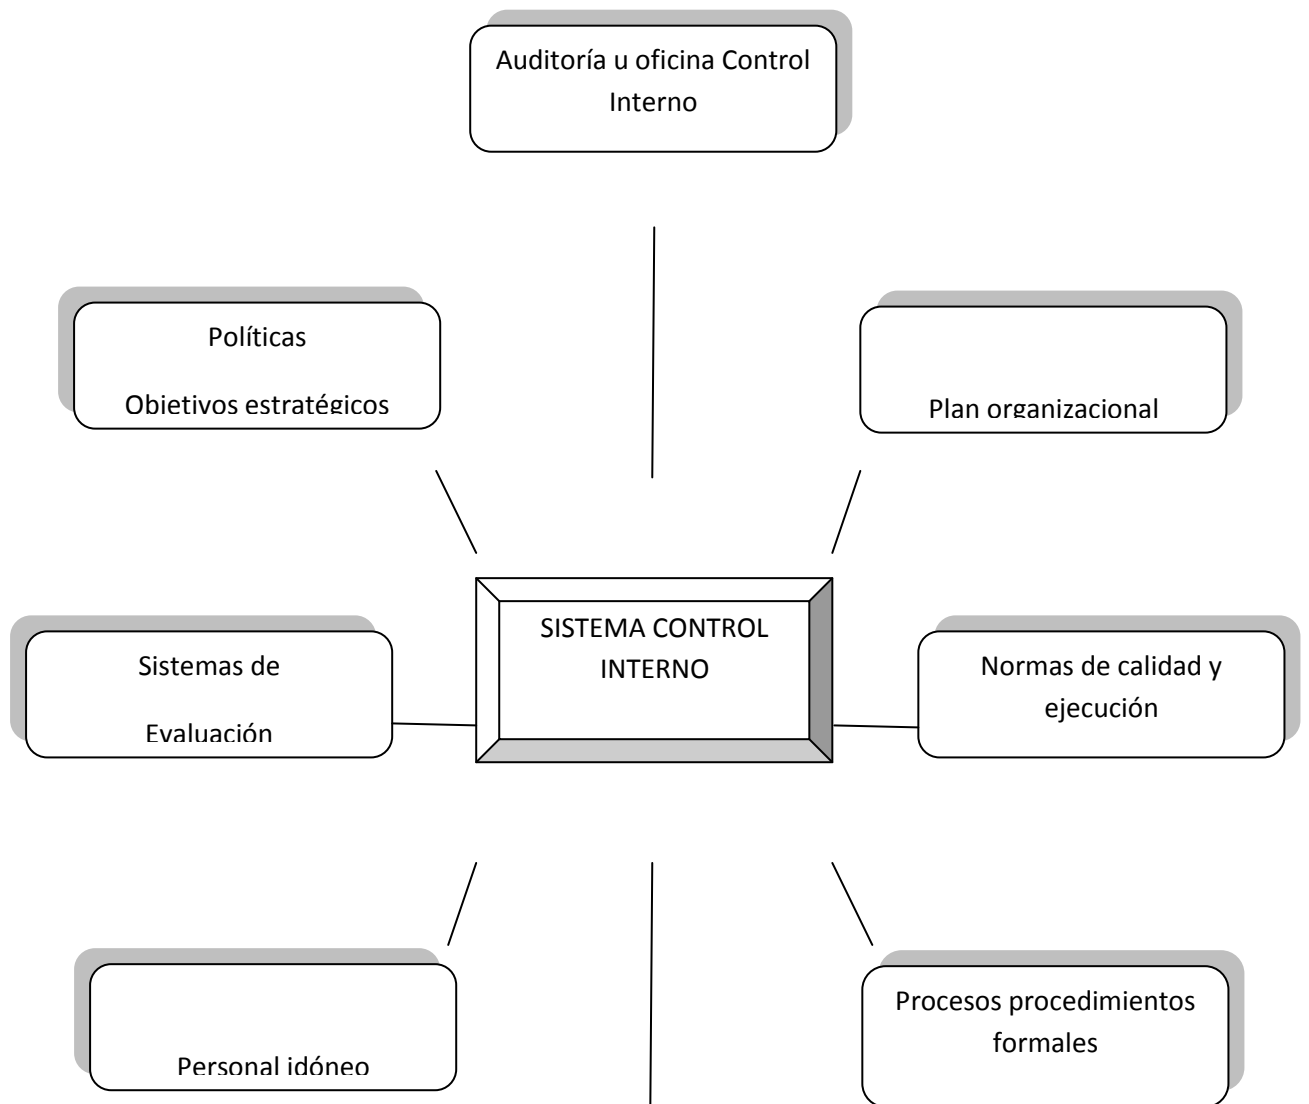 Auditoría u oficina Control
Interno
Políticas
Objetivos estratégicos
Plan organizacional
SISTEMA CONTROL
INTERNO
Sistemas de
Evaluación
Normas de calidad y
ejecución
Personal idóneo
Procesos procedimientos
formales